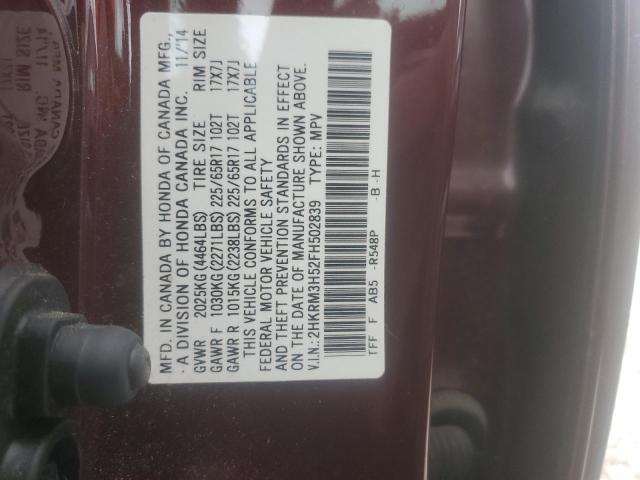 MFD. IN CANADA BY HONDA OF CANADA MFG.,
- A DIVISION OF HONDA CANADA INC. 11/'14
GVWR 2025KG(4464LBS) TIRE SIZE RIM SIZE
GAWR F 1030KG(2271LBS) 225/65R17 102T 17X7J
GAWR R 1015KG(2238LBS) 225/65R17 102T 17X7J
THIS VEHICLE CONFORMS TO ALL APPLICABLE
FEDERAL MOTOR VEHICLE SAFETY
AND THEFT PREVENTION STANDARDS IN EFFECT
ON THE DATE OF MANUFACTURE SHOWN ABOVE.
V.I.N.: 2HKRM3H52FH502839 TYPE: MPV
TFF F AB5 -R548P -B -H